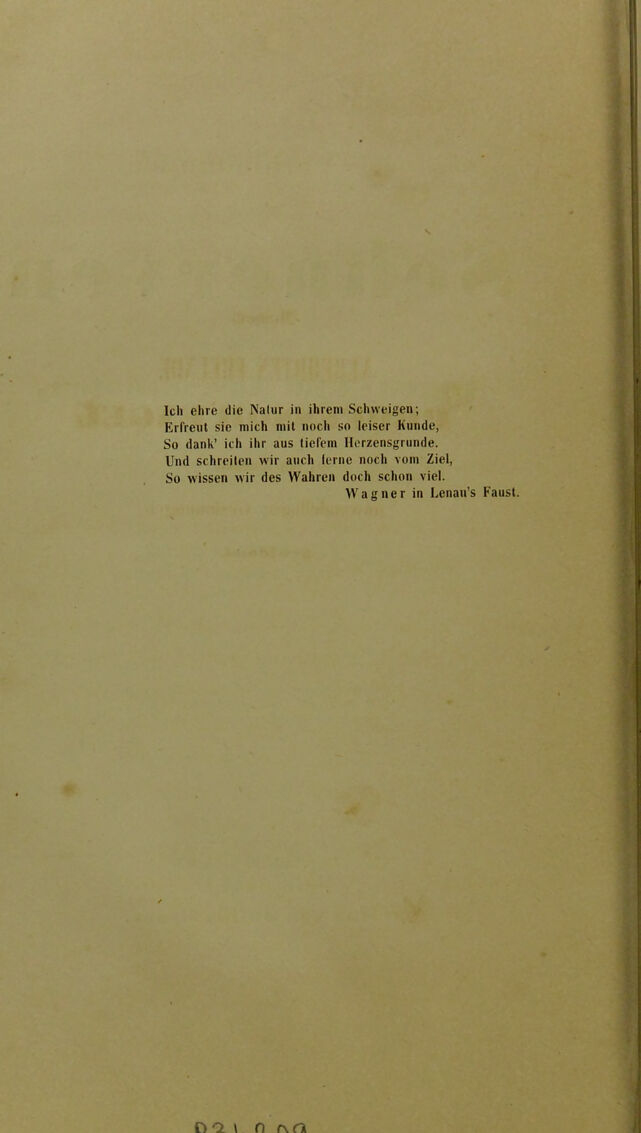 Ich ehre die Natur in ihrem Schweigen;
Erfreut sie mich mit noch so leiser Kunde,
So dank' ich ihr aus tiefem Herzensgrunde.
Und schreiten wir auch ferne noch vom Ziel,
So wissen wir des Wahren doch schon viel.
Wagner in Lenau's Faust.